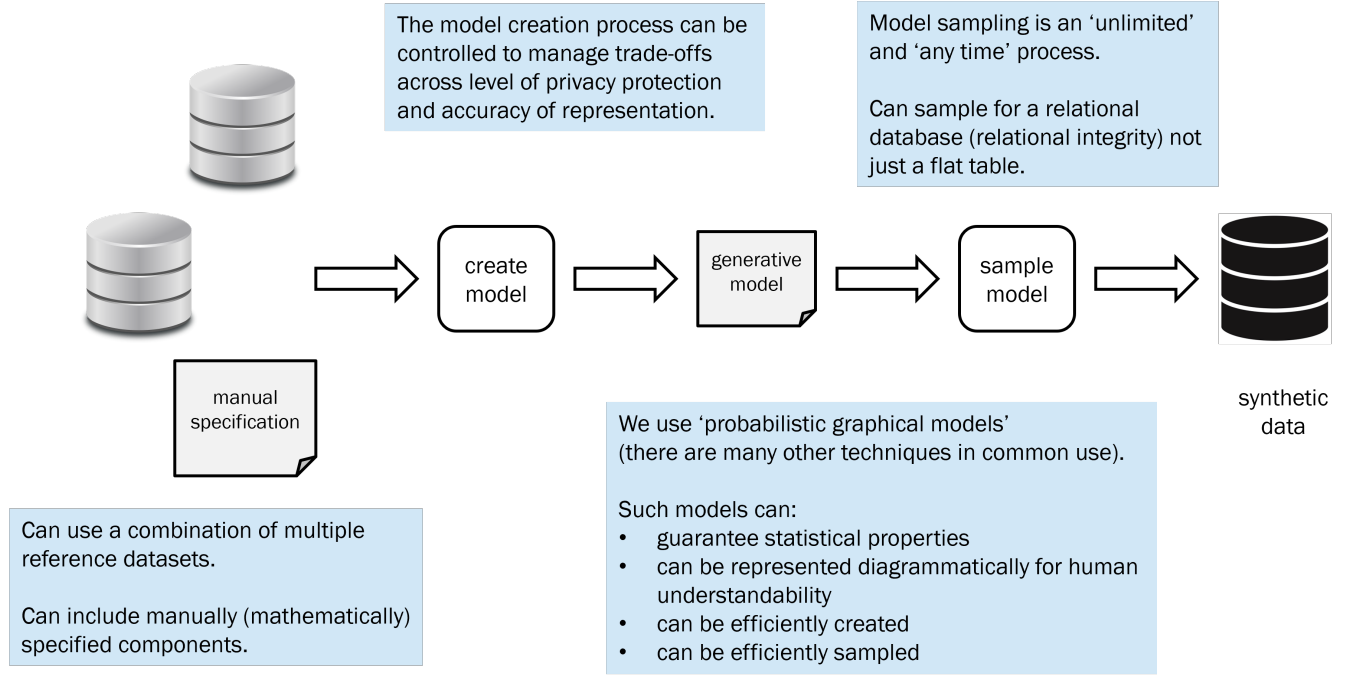 The model creation process can be
controlled to manage trade-offs
across level of privacy protection
and accuracy of representation.
Model sampling is an ‘unlimited’
and ‘any time’ process.
Can sample for a relational
database (relational integrity) not
just a flat table.
create
model
generative
model
sample
model
synthetic
data
manual
specification
Can use a combination of multiple
reference datasets.
Can include manually (mathematically)
specified components.
We use ‘probabilistic graphical models’
(there are many other techniques in common use).
Such models can:
• guarantee statistical properties
• can be represented diagrammatically for human
understandability
• can be efficiently created
• can be efficiently sampled